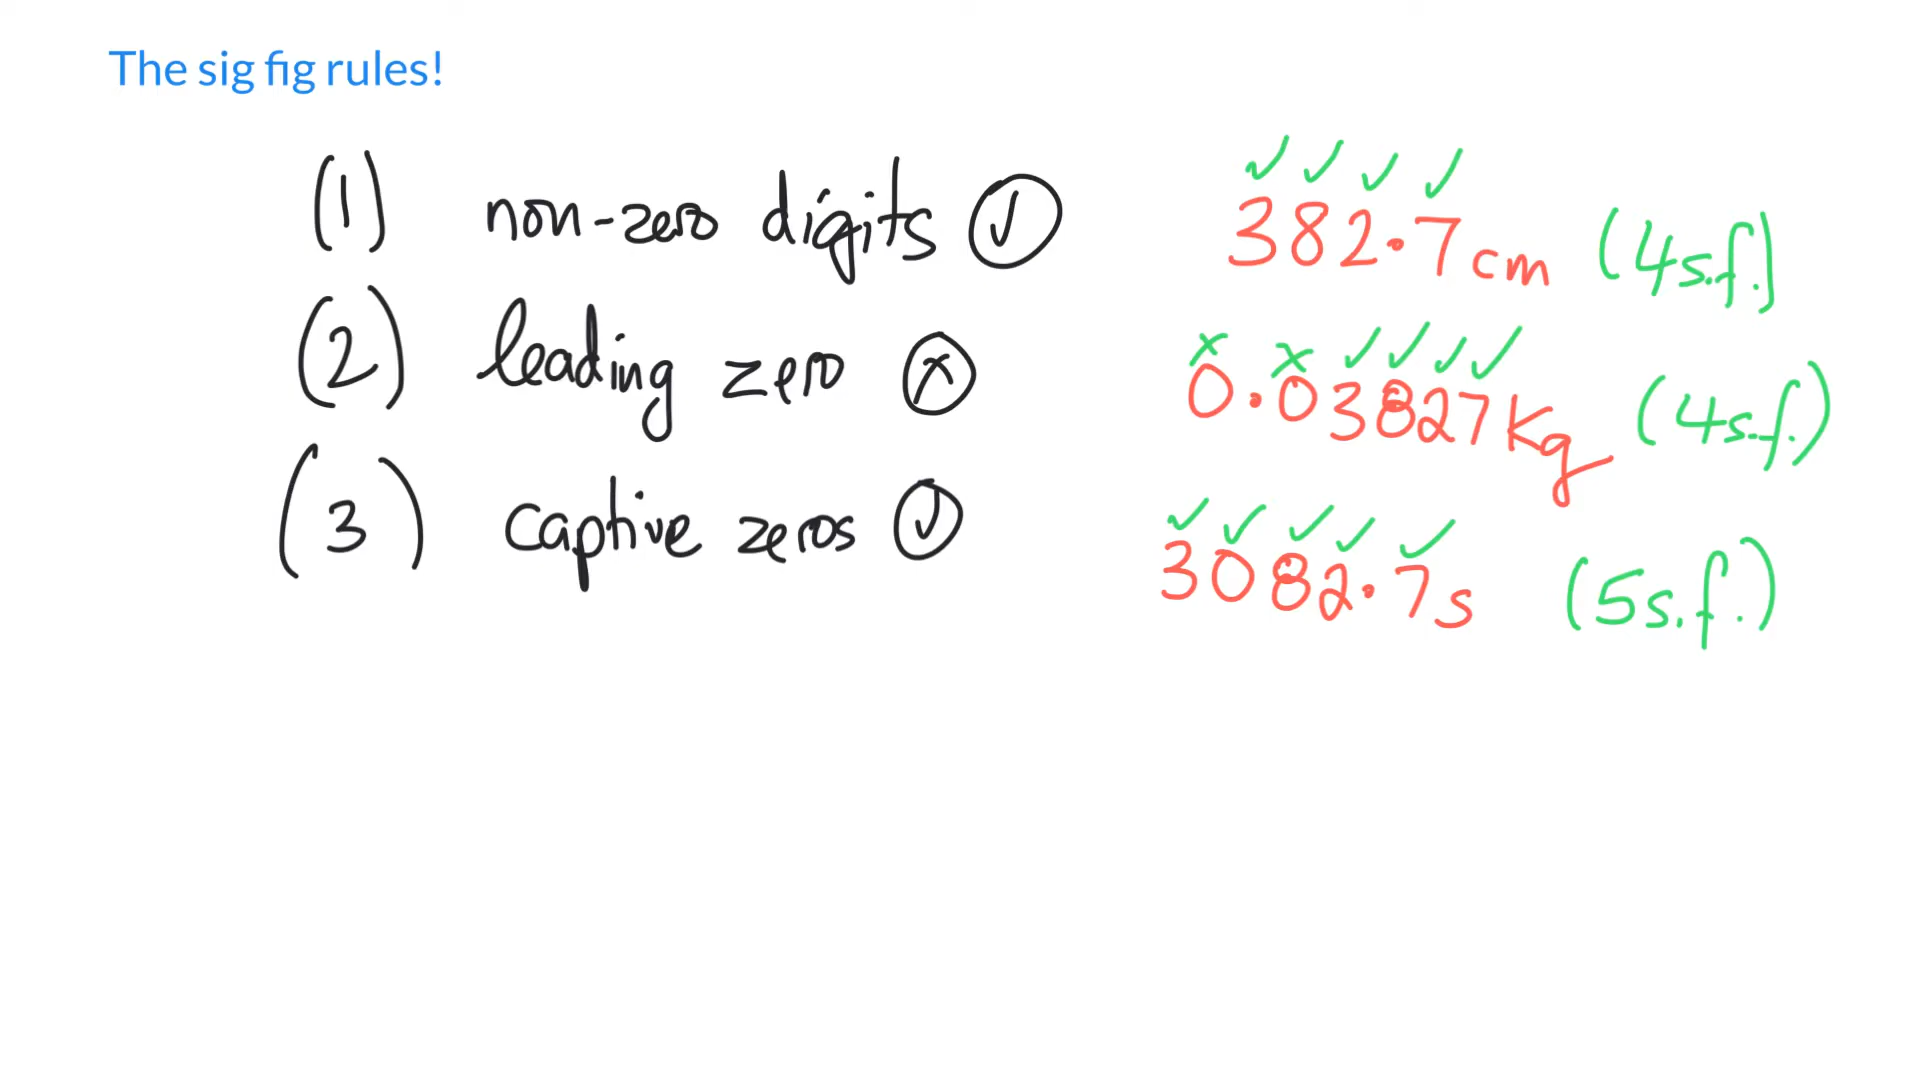 The sig fig rules!
(1) non-zero digits ✓ 382.7cm (4s.f.)
(2) leading zero x 0.03827kg (4s.f.)
(3) captive zeros ✓ 3082.7s (5s.f.)